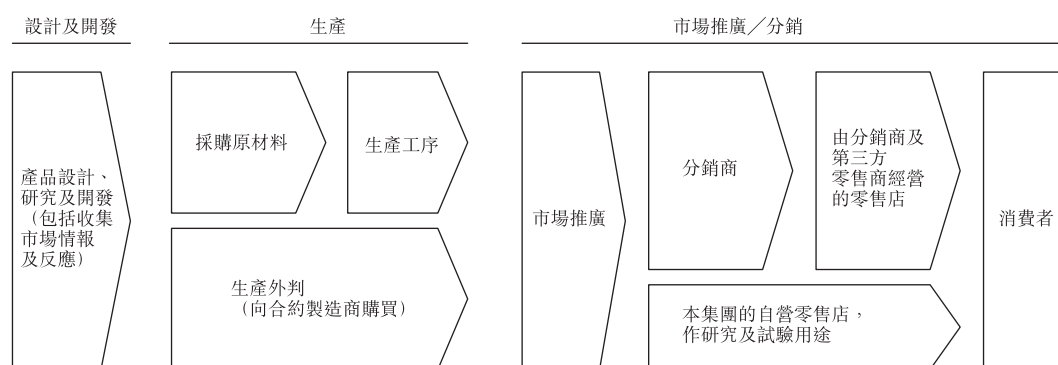 設計及開發
生產
市場推廣／分銷
產品設計、
研究及開發
（包括收集
市場情報
及反應）
採購原材料
生產工序
生產外判
（向合約製造商購買）
市場推廣
分銷商
由分銷商及
第三方
零售商經營
的零售店
本集團的自營零售店，
作研究及試驗用途
消費者